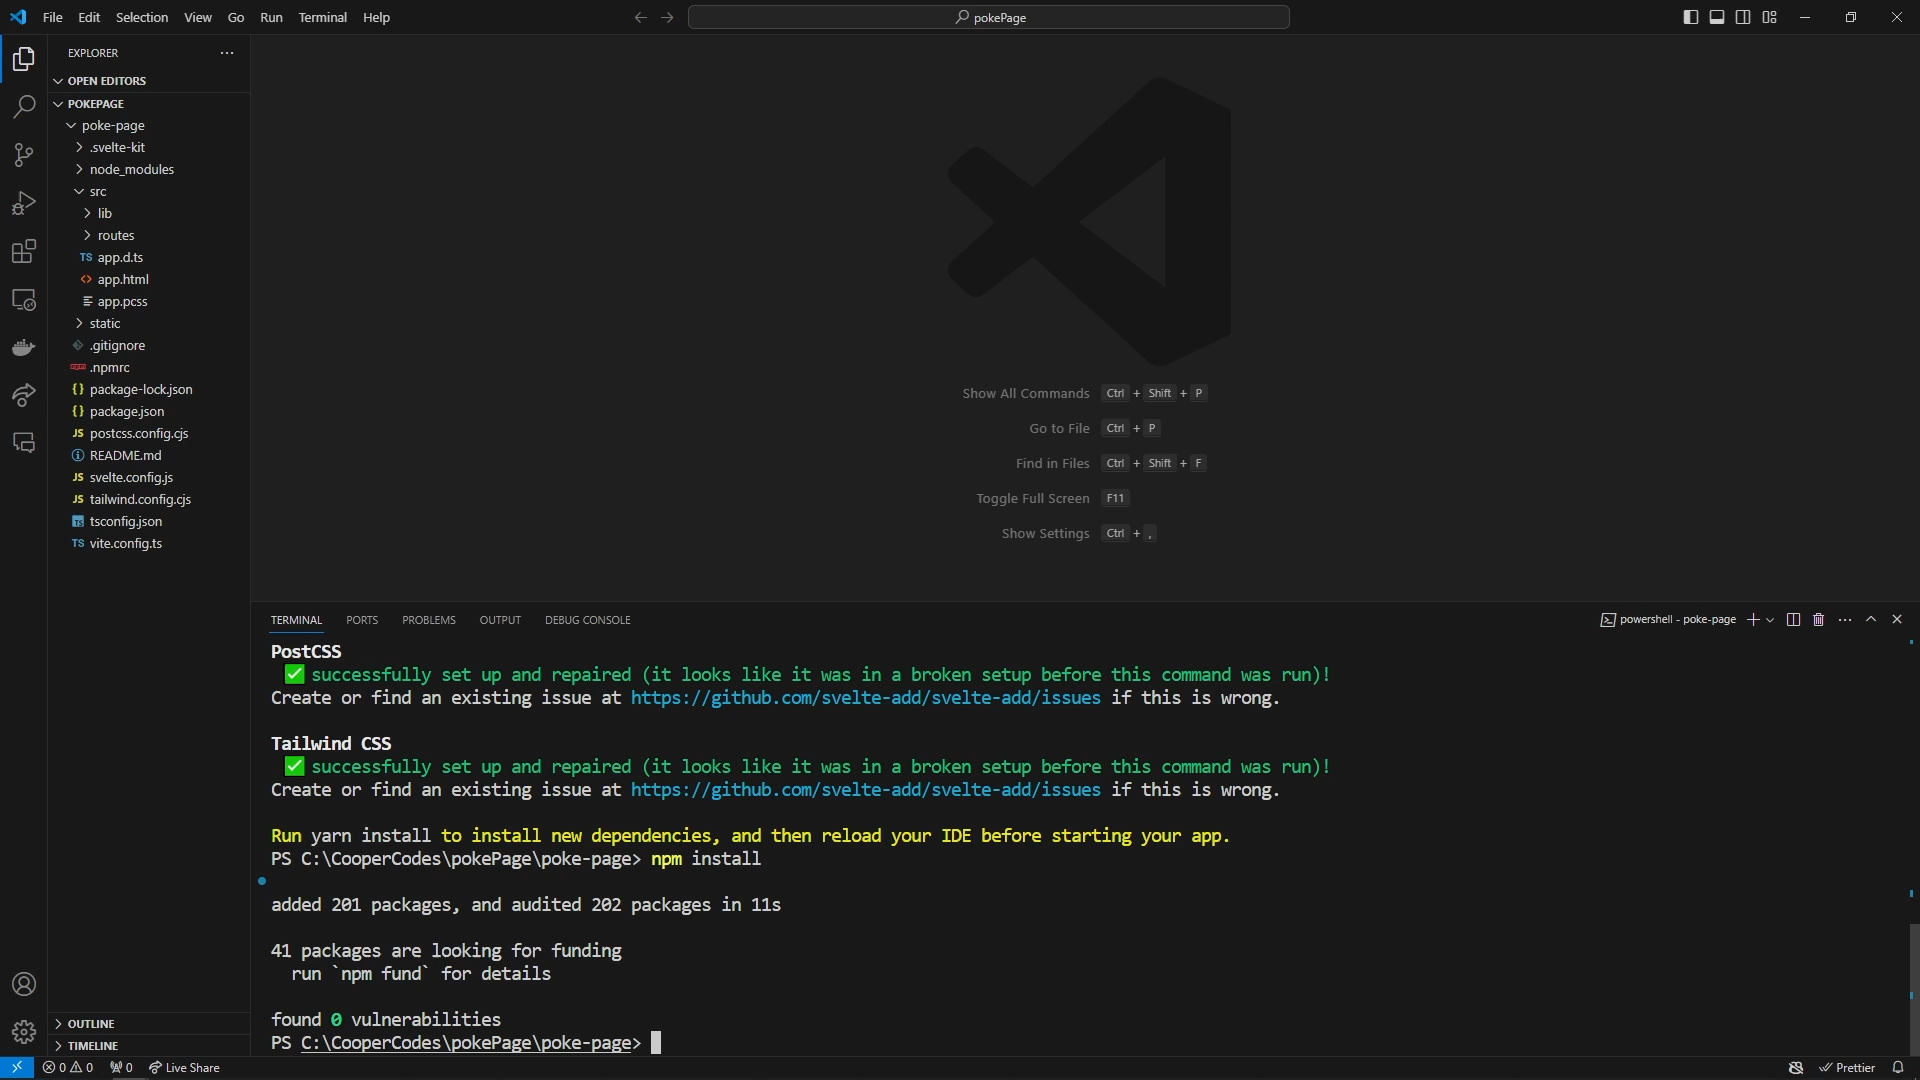 File Edit Selection View Go Run Terminal Help
pokePage
EXPLORER
OPEN EDITORS
POKEPAGE
poke-page
.svelte-kit
node_modules
src
lib
routes
TS app.d.ts
<> app.html
app.pcss
static
.gitignore
npm .npmrc
{} package-lock.json
{} package.json
JS postcss.config.cjs
README.md
JS svelte.config.js
JS tailwind.config.cjs
TS tsconfig.json
TS vite.config.ts
OUTLINE
TIMELINE
Show All Commands Ctrl + Shift + P
Go to File Ctrl + P
Find in Files Ctrl + Shift + F
Toggle Full Screen F11
Show Settings Ctrl + ,
TERMINAL PORTS PROBLEMS OUTPUT DEBUG CONSOLE
powershell - poke-page
PostCSS
✅ successfully set up and repaired (it looks like it was in a broken setup before this command was run)!
Create or find an existing issue at https://github.com/svelte-add/svelte-add/issues if this is wrong.
Tailwind CSS
✅ successfully set up and repaired (it looks like it was in a broken setup before this command was run)!
Create or find an existing issue at https://github.com/svelte-add/svelte-add/issues if this is wrong.
Run yarn install to install new dependencies, and then reload your IDE before starting your app.
PS C:\CooperCodes\pokePage\poke-page> npm install
added 201 packages, and audited 202 packages in 11s
41 packages are looking for funding
run `npm fund` for details
found 0 vulnerabilities
PS C:\CooperCodes\pokePage\poke-page>
0 0 0 Live Share
Prettier